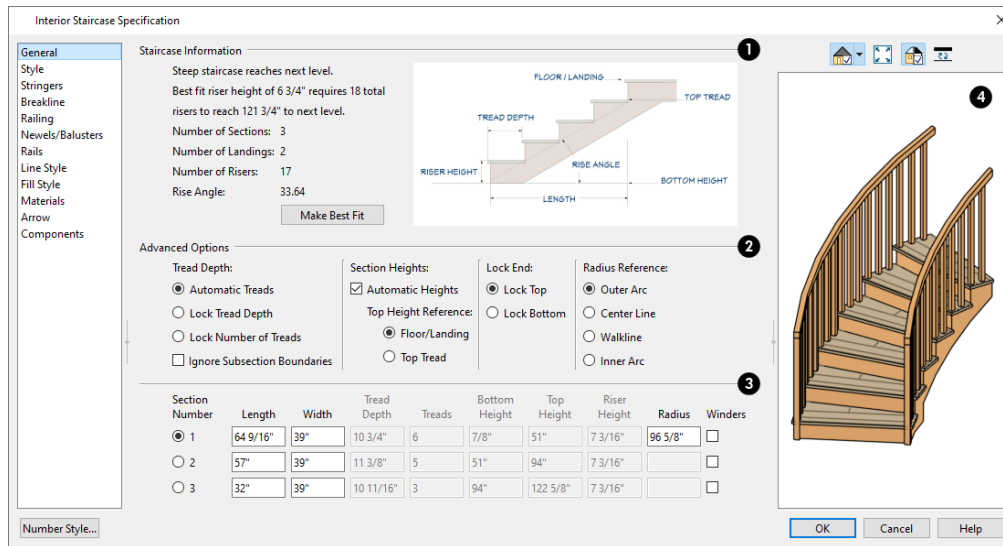 Interior Staircase Specification
General
Style
Stringers
Breakline
Railing
Newels/Balusters
Rails
Line Style
Fill Style
Materials
Arrow
Components
Number Style...
Staircase Information
1
Steep staircase reaches next level.
Best fit riser height of 6 3/4" requires 18 total
risers to reach 121 3/4" to next level.
Number of Sections: 3
Number of Landings: 2
Number of Risers: 17
Rise Angle: 33.64
Make Best Fit
FLOOR / LANDING
TOP TREAD
TREAD DEPTH
RISER HEIGHT
RISE ANGLE
BOTTOM HEIGHT
LENGTH
Advanced Options
2
Tread Depth:
Automatic Treads
Lock Tread Depth
Lock Number of Treads
Ignore Subsection Boundaries
Section Heights:
Automatic Heights
Top Height Reference:
Floor/Landing
Top Tread
Lock End:
Lock Top
Lock Bottom
Radius Reference:
Outer Arc
Center Line
Walkline
Inner Arc
3
Section Number Length Width Tread Depth Treads Bottom Height Top Height Riser Height Radius Winders
1 64 9/16" 39" 10 3/4" 6 7/8" 51" 7 3/16" 96 5/8"
2 57" 39" 11 3/8" 5 51" 94" 7 3/16"
3 32" 39" 10 11/16" 3 94" 122 5/8" 7 3/16"
4
OK
Cancel
Help